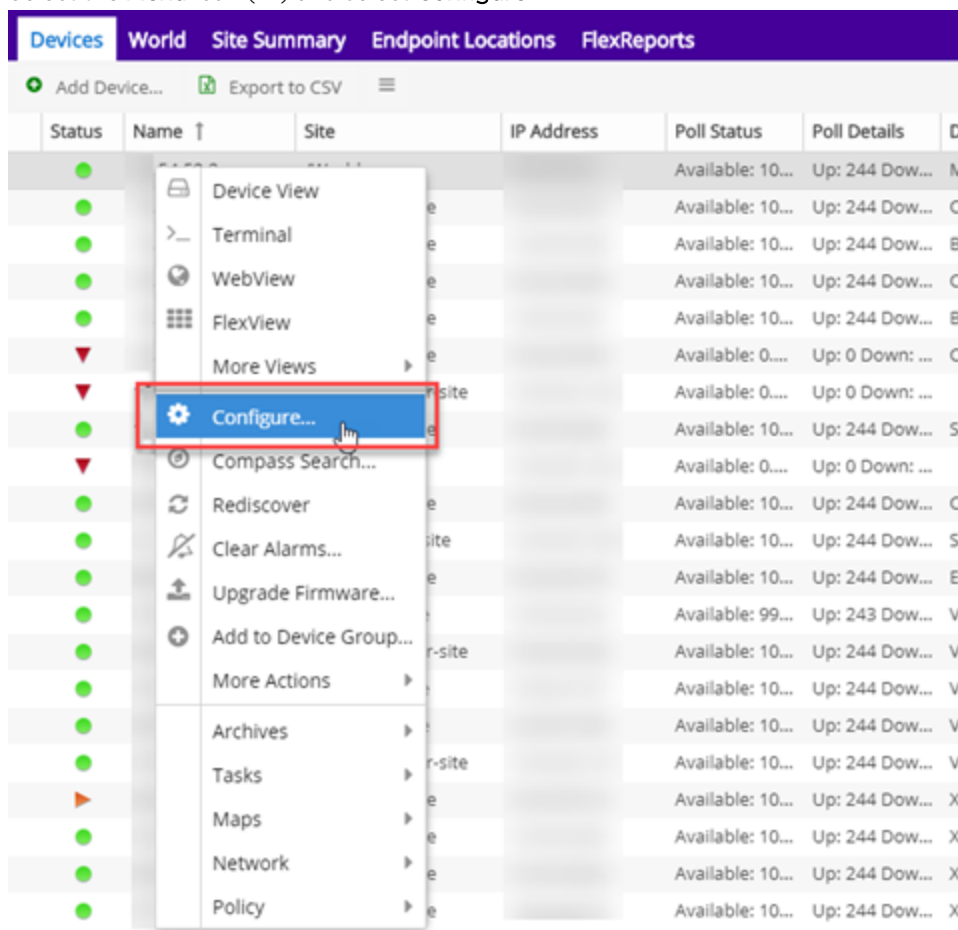 Devices World Site Summary Endpoint Locations FlexReports
Add Device... Export to CSV
Status Name Site IP Address Poll Status Poll Details
Available: 10... Up: 244 Dow...
Device View
Available: 10... Up: 244 Dow...
Terminal
Available: 10... Up: 244 Dow...
WebView
Available: 10... Up: 244 Dow...
FlexView
Available: 10... Up: 244 Dow...
More Views
Available: 0.... Up: 0 Down: ...
r-site Available: 0.... Up: 0 Down: ...
Configure...
Available: 10... Up: 244 Dow...
Compass Search...
Available: 0.... Up: 0 Down: ...
Rediscover
Available: 10... Up: 244 Dow...
Clear Alarms...
site Available: 10... Up: 244 Dow...
Upgrade Firmware...
Available: 10... Up: 244 Dow...
Add to Device Group...
Available: 99... Up: 243 Dow...
r-site Available: 10... Up: 244 Dow...
More Actions
Available: 10... Up: 244 Dow...
Archives
Available: 10... Up: 244 Dow...
Tasks
r-site Available: 10... Up: 244 Dow...
Available: 10... Up: 244 Dow...
Maps
Available: 10... Up: 244 Dow...
Network
Available: 10... Up: 244 Dow...
Policy
Available: 10... Up: 244 Dow...